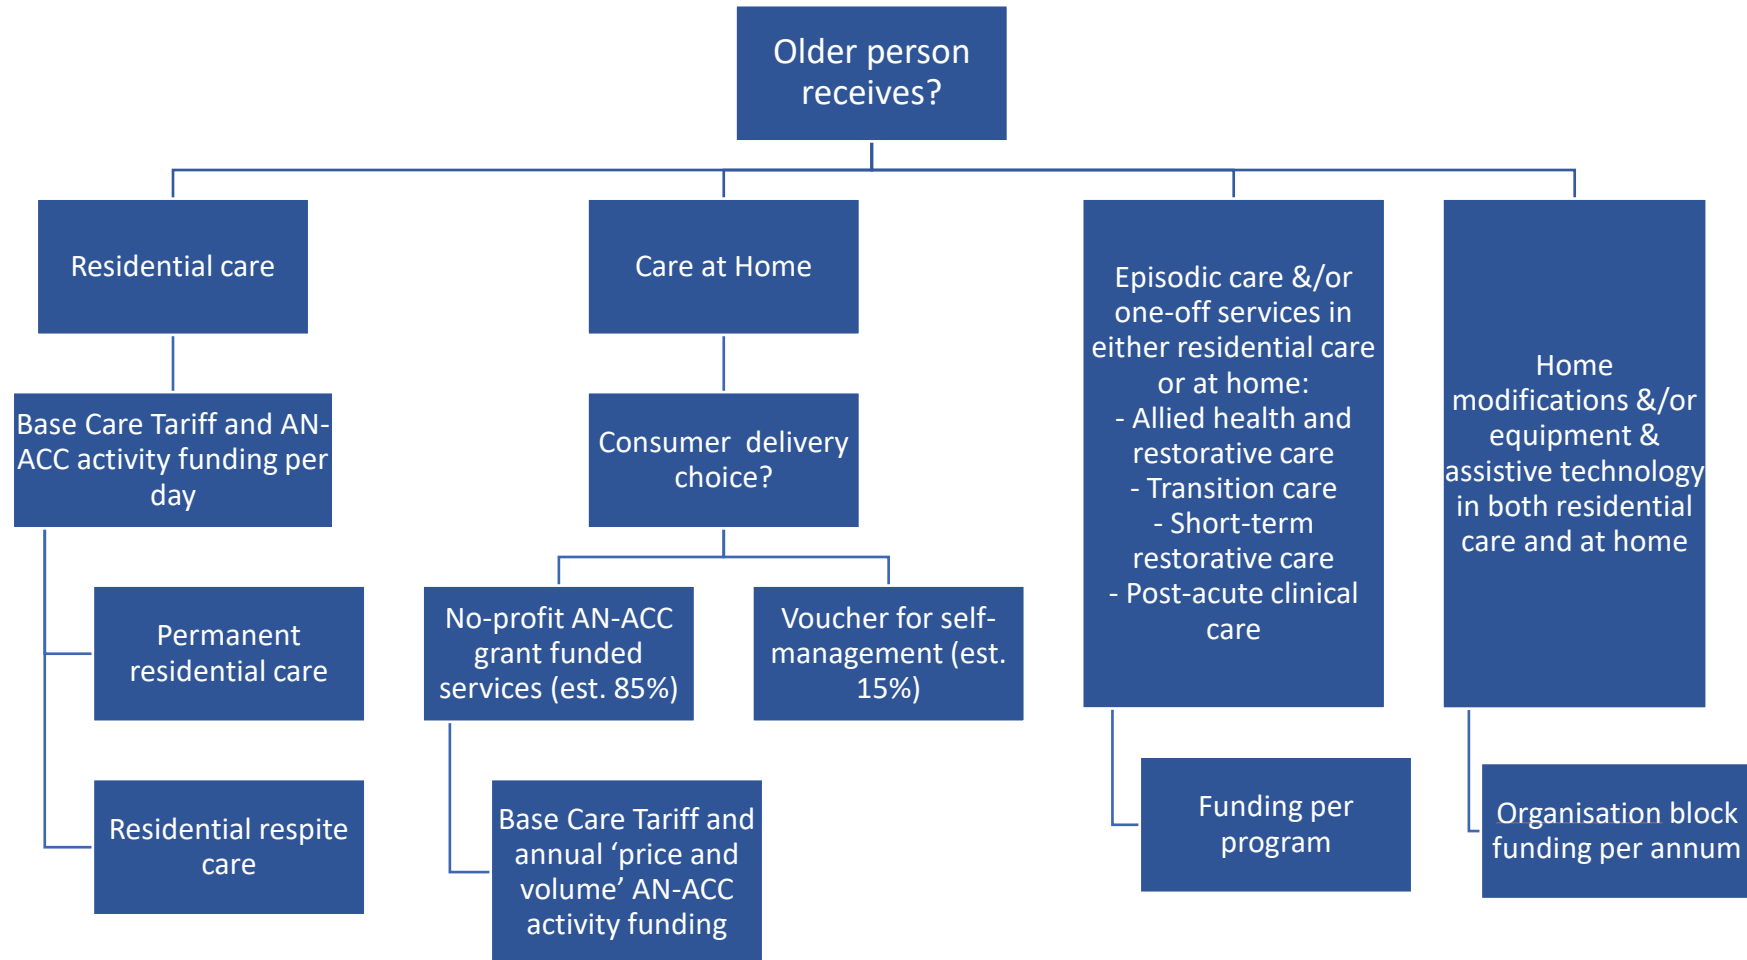 Older person
receives?
Residential care
Care at Home
Episodic care &/or
one-off services in
either residential care
or at home:
- Allied health and
restorative care
- Transition care
- Short-term
restorative care
- Post-acute clinical
care
Home
modifications &/or
equipment &
assistive technology
in both residential
care and at home
Base Care Tariff and AN-
ACC activity funding per
day
Consumer  delivery
choice?
Permanent
residential care
No-profit AN-ACC
grant funded
services (est. 85%)
Voucher for self-
management (est.
15%)
Residential respite
care
Base Care Tariff and
annual ‘price and
volume’ AN-ACC
activity funding
Funding per
program
Organisation block
funding per annum